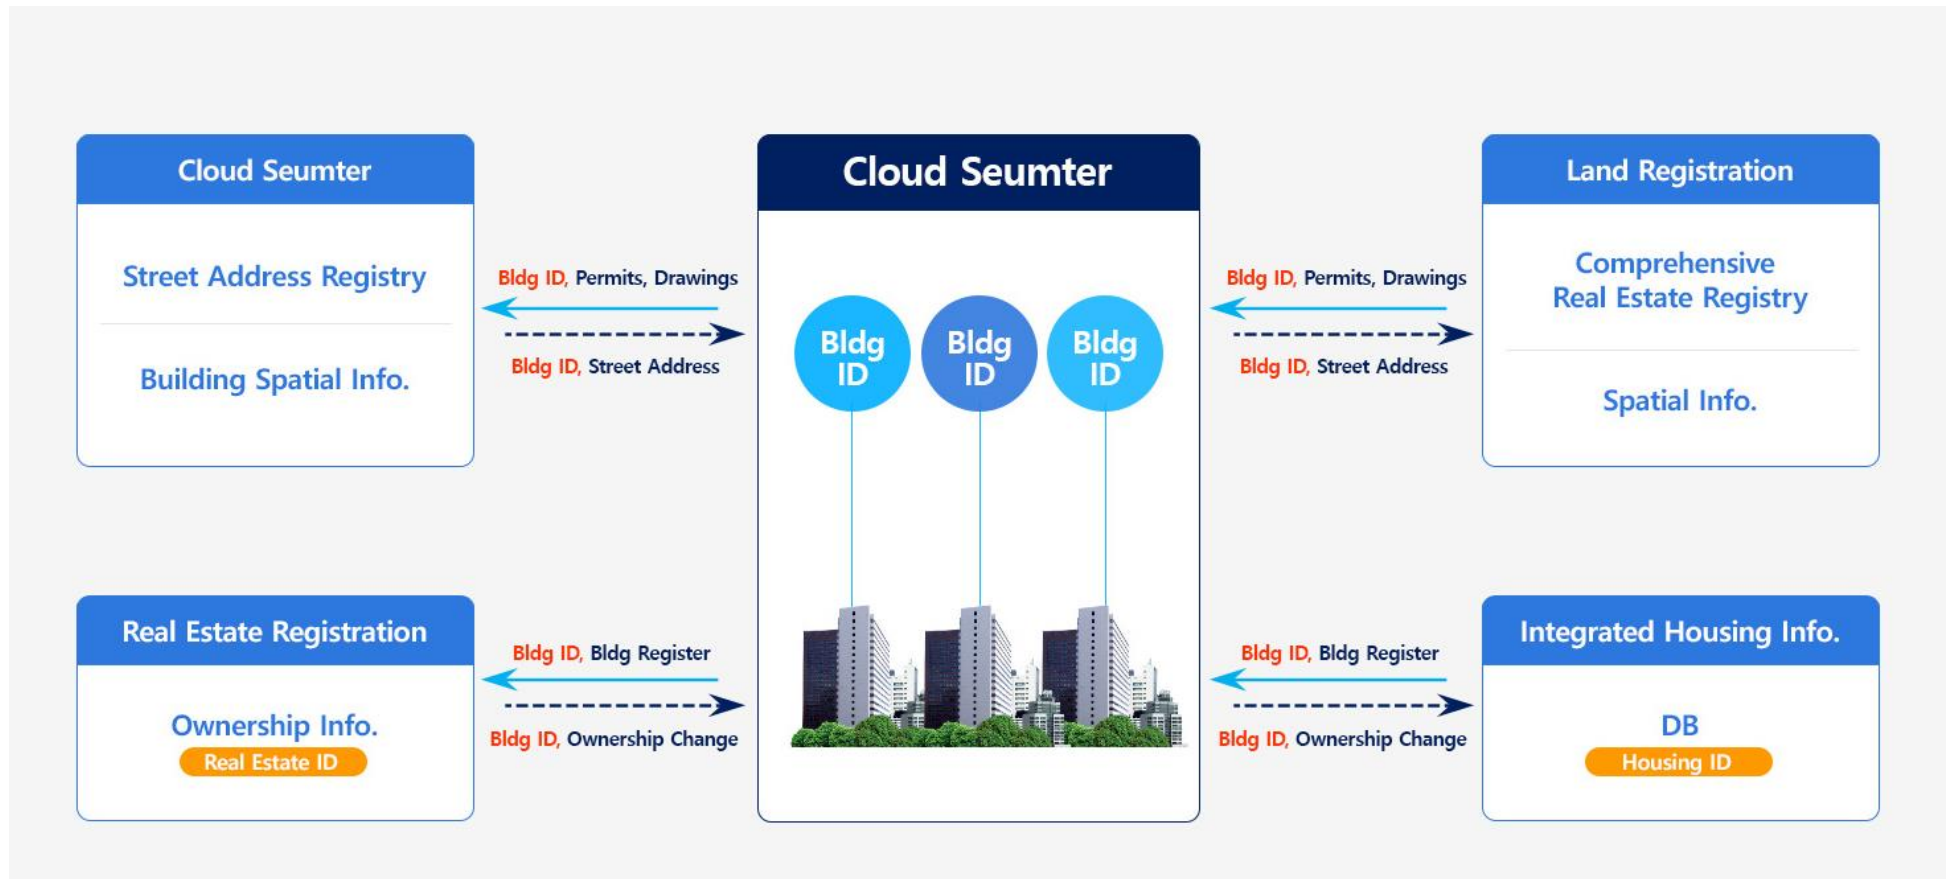 Cloud Seumter
Street Address Registry
Building Spatial Info.
Bldg ID, Permits, Drawings
Bldg ID, Street Address
Cloud Seumter
Bldg
ID
Bldg
ID
Bldg
ID
Bldg ID, Permits, Drawings
Bldg ID, Street Address
Land Registration
Comprehensive
Real Estate Registry
Spatial Info.
Real Estate Registration
Ownership Info.
Real Estate ID
Bldg ID, Bldg Register
Bldg ID, Ownership Change
Bldg ID, Bldg Register
Bldg ID, Ownership Change
Integrated Housing Info.
DB
Housing ID